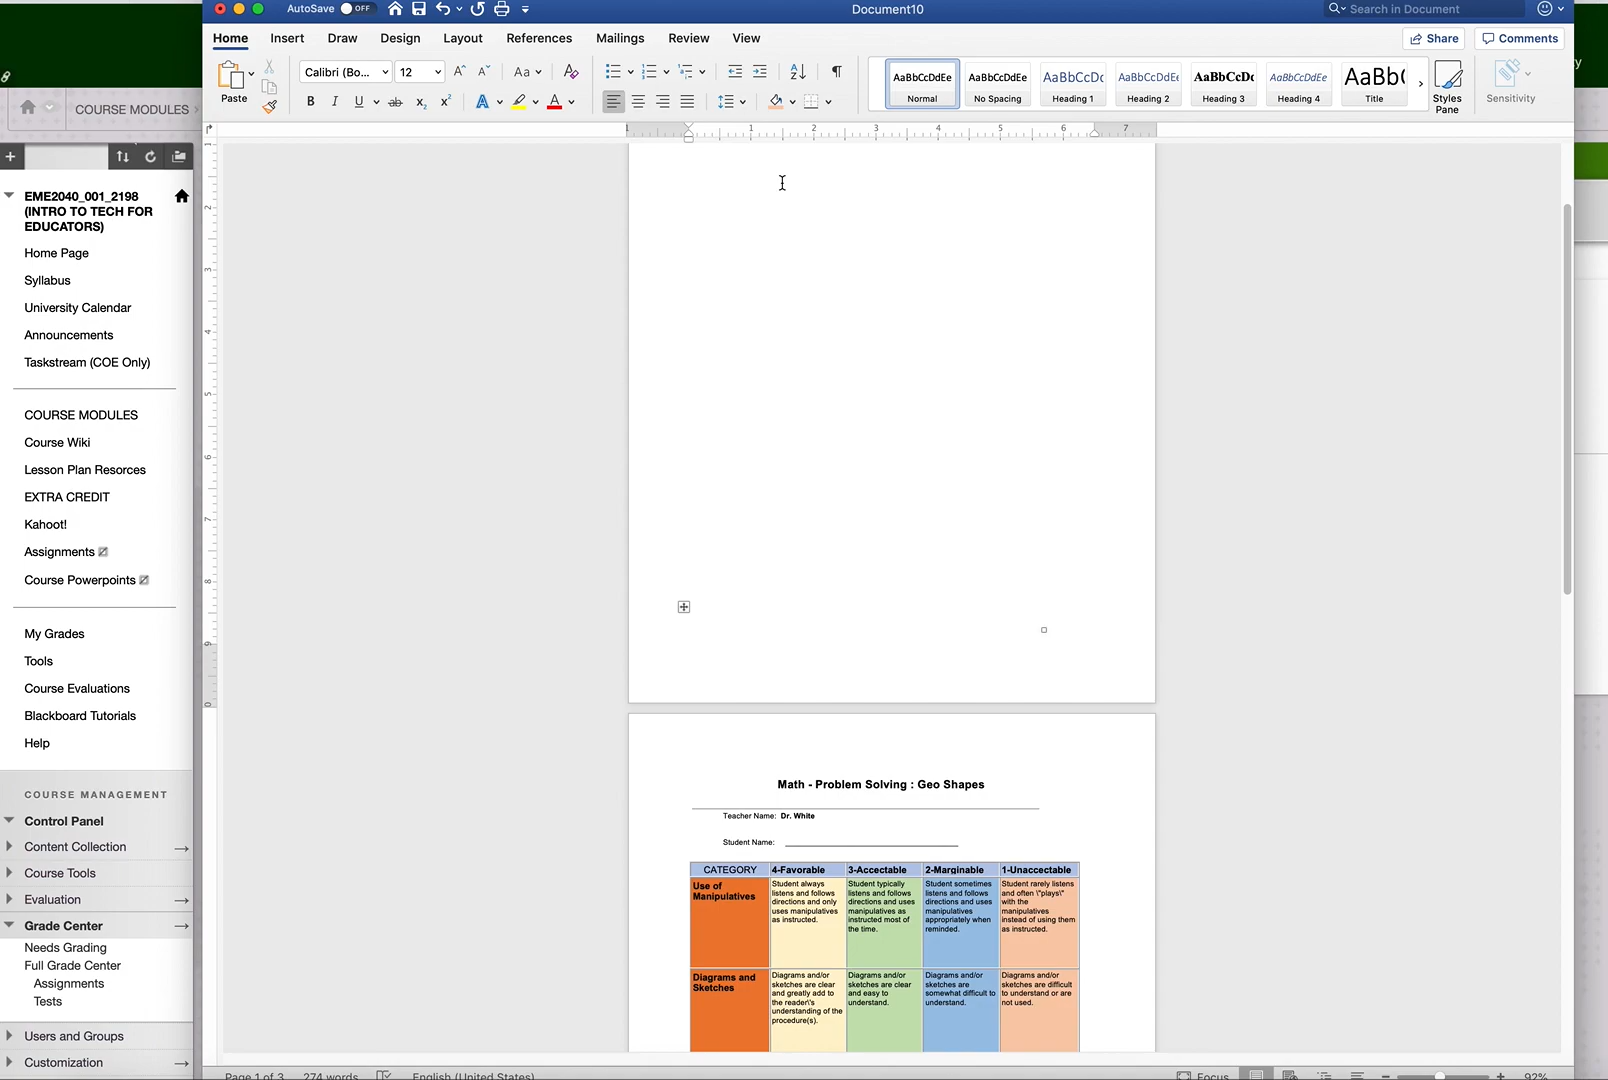 AutoSave OFF
Document10
Search in Document
Home Insert Draw Design Layout References Mailings Review View
Share Comments
Paste
Calibri (Bo... 12
Aa
B I U ab x₂ x² A A
AaBbCcDdEe AaBbCcDdEe AaBbCcDc AaBbCcDdEe AaBbCcDc AaBbCcDdEe AaBb(
Normal No Spacing Heading 1 Heading 2 Heading 3 Heading 4 Title
Styles
Pane
Sensitivity
1 1 2 3 4 5 6 7
COURSE MODULES
EME2040_001_2198
(INTRO TO TECH FOR
EDUCATORS)
Home Page
Syllabus
University Calendar
Announcements
Taskstream (COE Only)
COURSE MODULES
Course Wiki
Lesson Plan Resorces
EXTRA CREDIT
Kahoot!
Assignments
Course Powerpoints
My Grades
Tools
Course Evaluations
Blackboard Tutorials
Help
COURSE MANAGEMENT
Control Panel
Content Collection
Course Tools
Evaluation
Grade Center
Needs Grading
Full Grade Center
Assignments
Tests
Users and Groups
Customization
Math - Problem Solving : Geo Shapes
Teacher Name: Dr. White
Student Name:
CATEGORY 4-Favorable 3-Accectable 2-Marginable 1-Unaccectable
Use of
Manipulatives
Student always
listens and follows
directions and only
uses manipulatives
as instructed.
Student typically
listens and follows
directions and uses
manipulatives as
instructed most of
the time.
Student sometimes
listens and follows
directions and uses
manipulatives
appropriately when
reminded.
Student rarely listens
and often \"plays\"
with the
manipulatives
instead of using them
as instructed.
Diagrams and
Sketches
Diagrams and/or
sketches are clear
and greatly add to
the reader\'s
understanding of the
procedure(s).
Diagrams and/or
sketches are clear
and easy to
understand.
Diagrams and/or
sketches are
somewhat difficult to
understand.
Diagrams and/or
sketches are difficult
to understand or are
not used.
Page 1 of 3 274 words English (United States)
Focus
92%